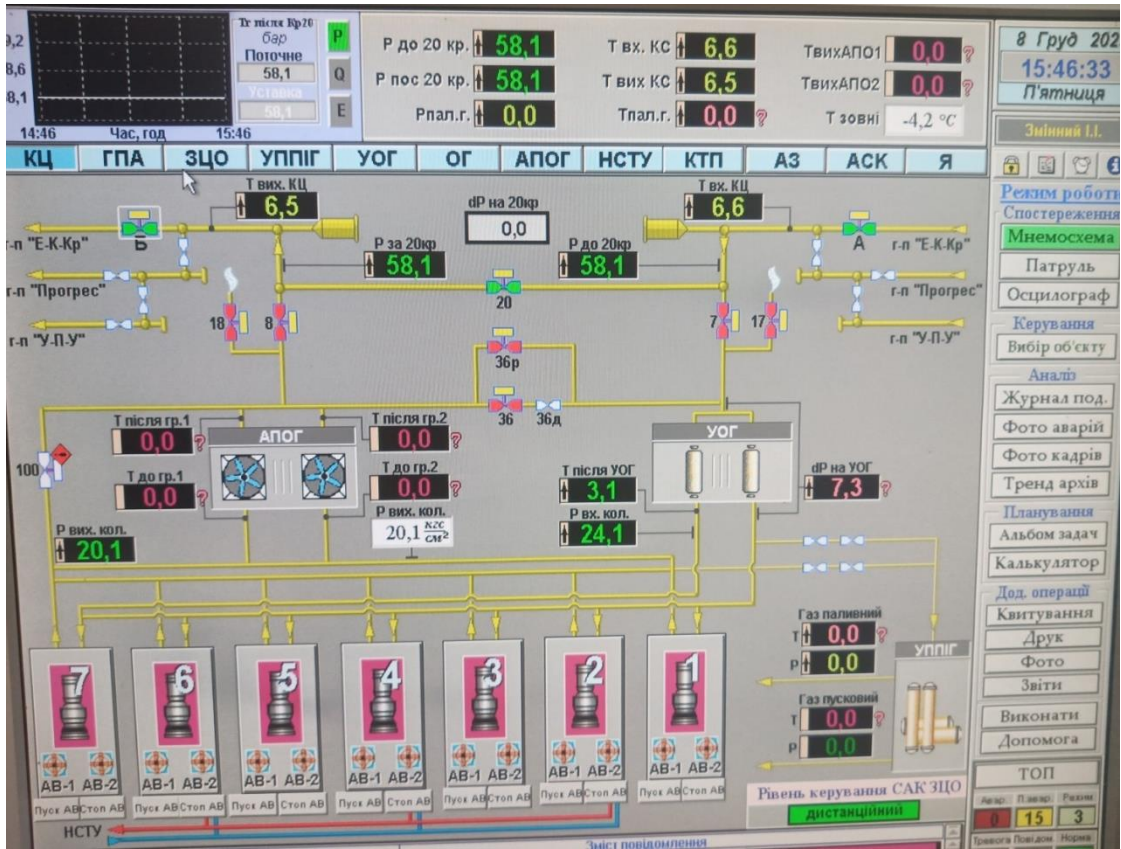 9,2
8,6
8,1
14:46 Час, год 15:46
Тг після Кр20
бар
Поточне
58,1
Уставка
58,1
P
Q
E
Р до 20 кр. 58,1
Р пос 20 кр. 58,1
Рпал.г. 0,0
Т вх. КС 6,6
Т вих КС 6,5
Тпал.г. 0,0 ?
ТвихАПО1 0,0 ?
ТвихАПО2 0,0 ?
Т зовні -4,2 °C
8 Груд 202
15:46:33
П'ятниця
Змінний І.І.
КЦ ГПА ЗЦО УППІГ УОГ ОГ АПОГ НСТУ КТП АЗ АСК Я
Режим роботи
Спостереження
Мнемосхема
Патруль
Осцилограф
Керування
Вибір об'єкту
Аналіз
Журнал под.
Фото аварій
Фото кадрів
Тренд архів
Планування
Альбом задач
Калькулятор
Дод. операції
Квитування
Друк
Фото
Звіти
Виконати
Допомога
ТОП
Авар. П.авар. Режим
0 15 3
Тревога Повідом. Норма
Т вих. КЦ
6,5
dP на 20кр
0,0
Т вх. КЦ
6,6
г-п "Е-К-Кр"
Б
Р за 20кр
58,1
Р до 20кр
58,1
А
г-п "Е-К-Кр"
г-п "Прогрес"
20
г-п "Прогрес"
г-п "У-П-У"
18
8
7
17
г-п "У-П-У"
36р
36
36д
100
Т після гр.1
0,0 ?
Т до гр.1
0,0 ?
АПОГ
Т після гр.2
0,0 ?
Т до гр.2
0,0 ?
УОГ
Т після УОГ
3,1
dP на УОГ
7,3 ?
Р вх. кол.
24,1
Р вих. кол.
20,1
Р вих. кол.
20,1 кгс/см²
Газ паливний
Т 0,0 ?
Р 0,0
Газ пусковий
Т 0,0 ?
Р 0,0
УППІГ
7 6 5 4 3 2 1
АВ-1 АВ-2 АВ-1 АВ-2 АВ-1 АВ-2 АВ-1 АВ-2 АВ-1 АВ-2 АВ-1 АВ-2 АВ-1 АВ-2
Пуск АВ Стоп АВ Пуск АВ Стоп АВ Пуск АВ Стоп АВ Пуск АВ Стоп АВ Пуск АВ Стоп АВ Пуск АВ Стоп АВ Пуск АВ Стоп АВ
НСТУ
Рівень керування САК ЗЦО
дистанційний
Зміст повідомлення